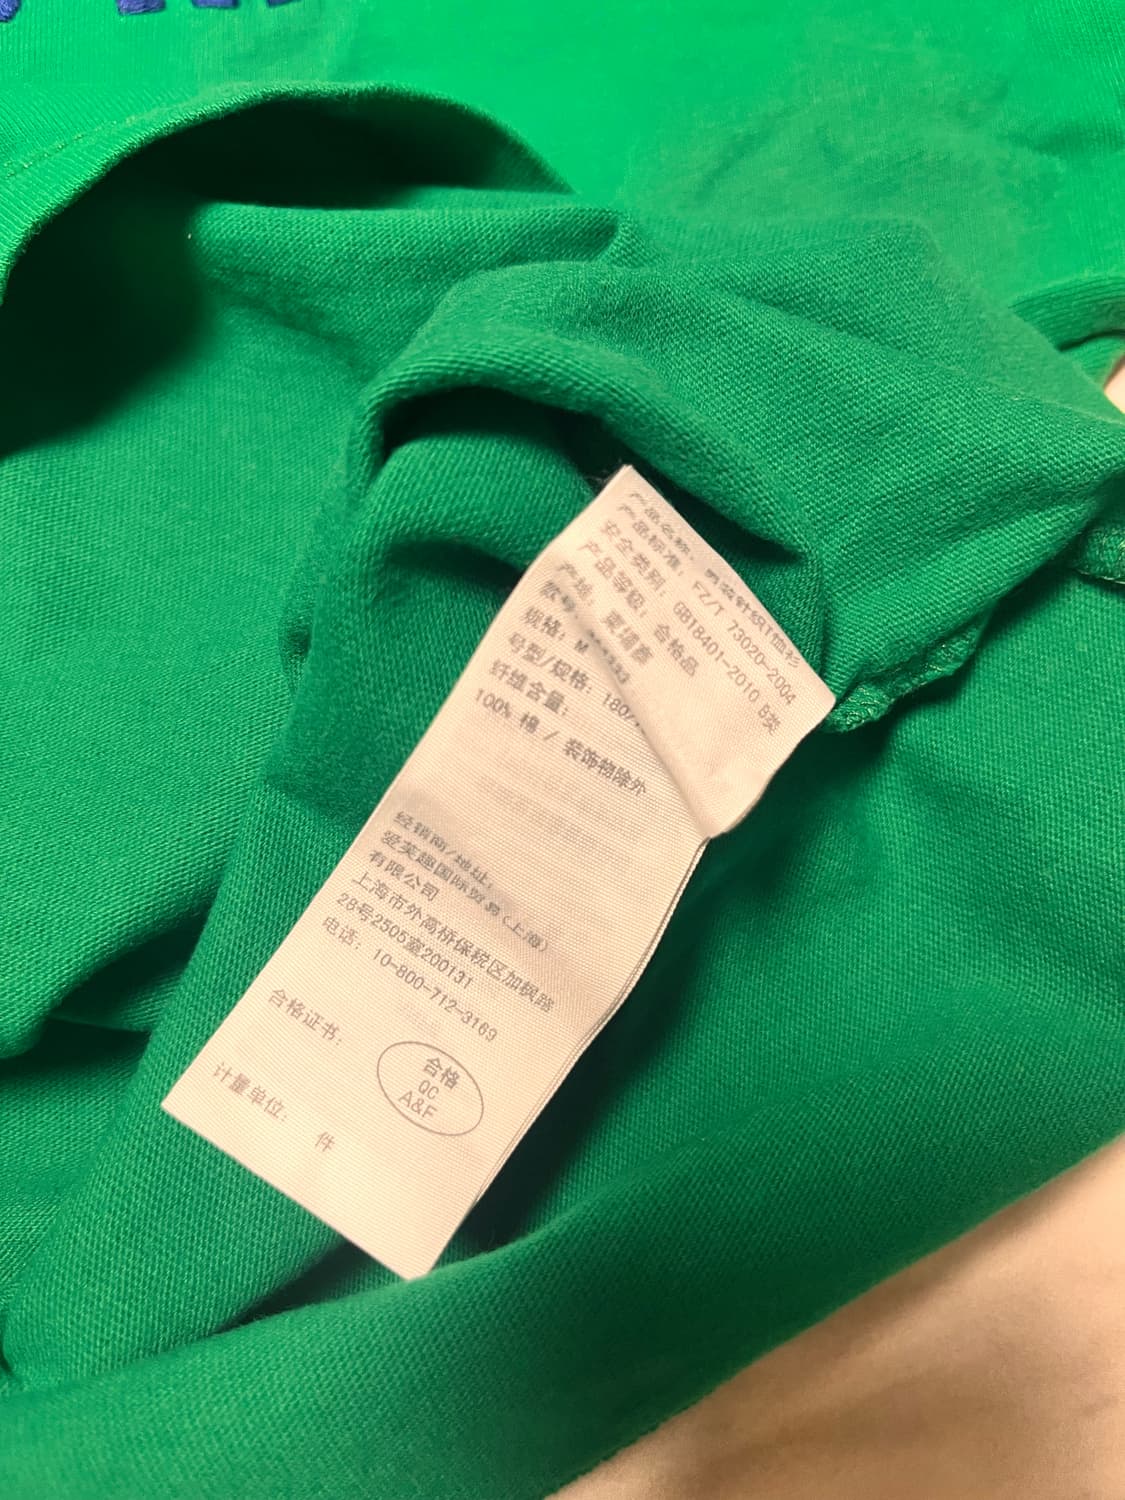 产品名称: 男装针织T恤衫
产品标准: FZ/T 73020-2004
安全类别: GB18401-2010 B类
产品等级: 合格品
产地: 柬埔寨
款号:
规格: M
号型/规格: 180/
纤维含量:
100% 棉 / 装饰物除外
经销商/地址:
爱芙趣国际贸易(上海)
有限公司
上海市外高桥保税区加枫路
28号2505室200131
电话: 10-800-712-3169
合格证书:
合格
QC
A&F
计量单位: 件